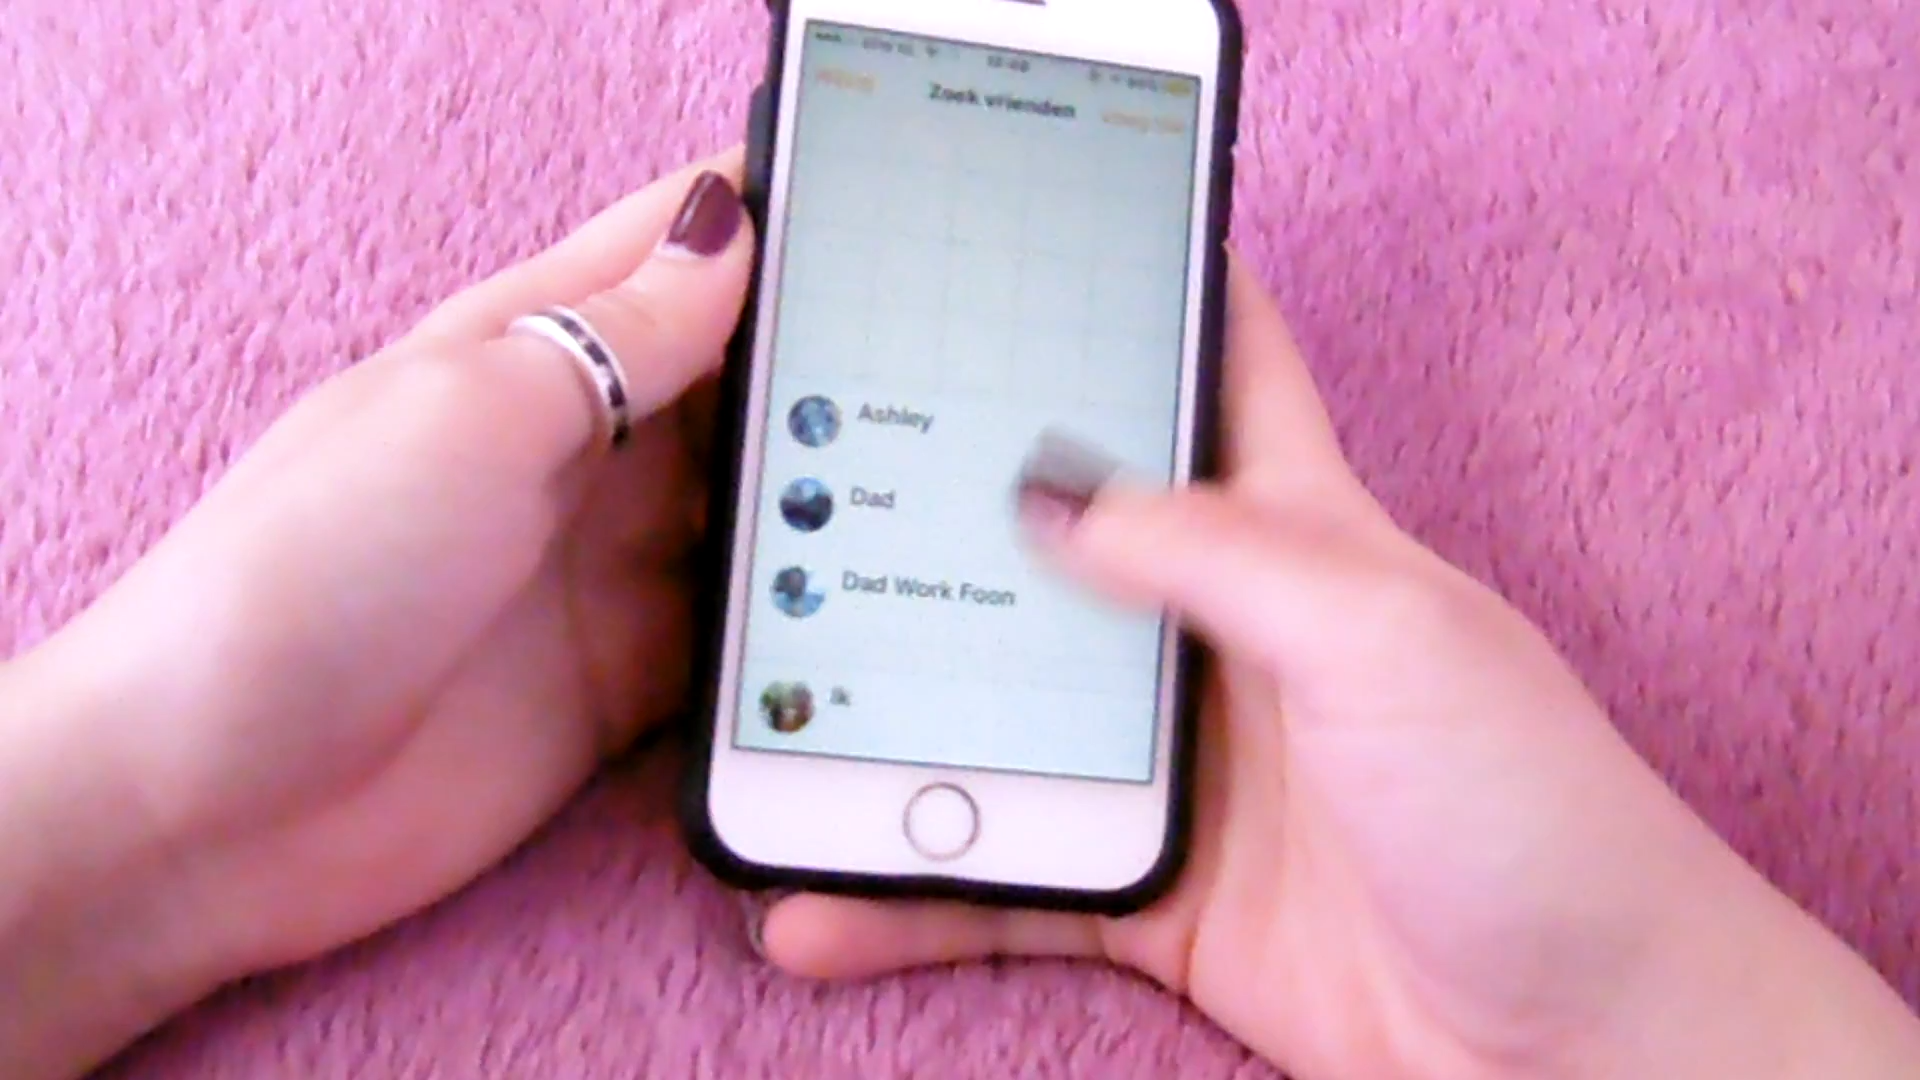 Zoek vrienden
Ashley
Dad
Dad Work Foon
Ik